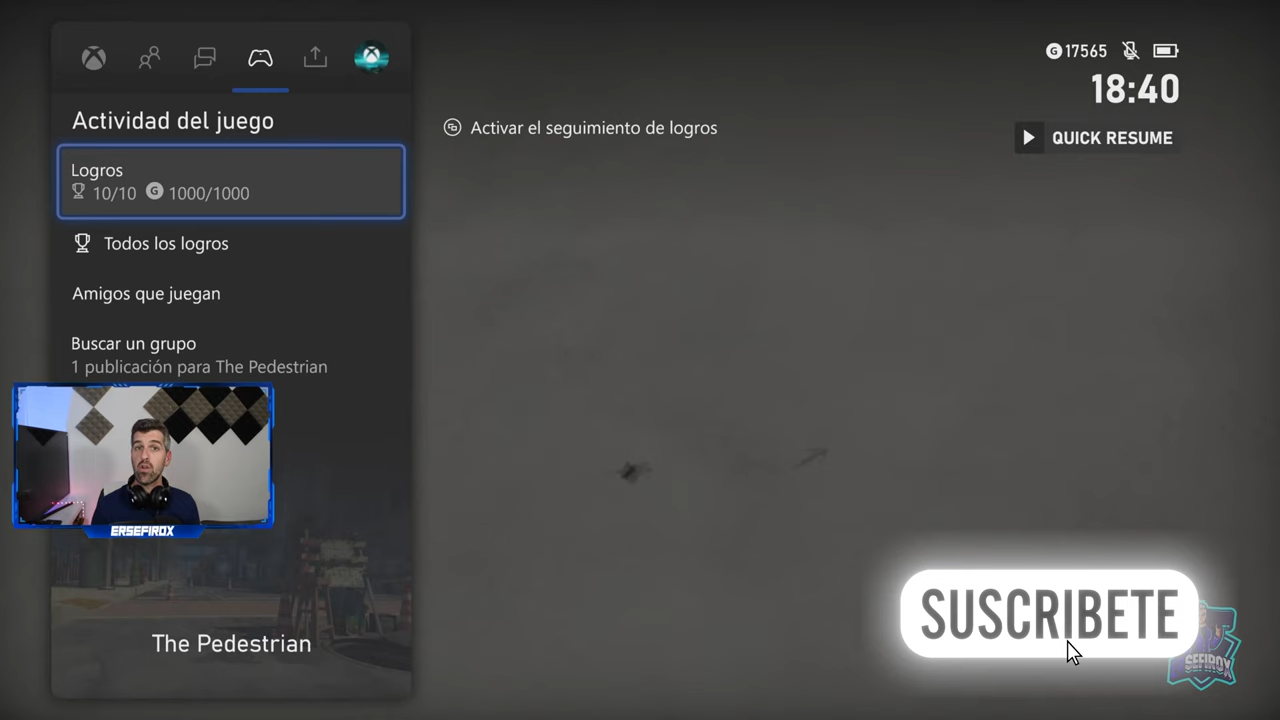 Actividad del juego
Logros
10/10 G 1000/1000
Todos los logros
Amigos que juegan
Buscar un grupo
1 publicación para The Pedestrian
ERSEFIROX
The Pedestrian
Activar el seguimiento de logros
G 17565
18:40
QUICK RESUME
SUSCRIBETE
SEFIROX